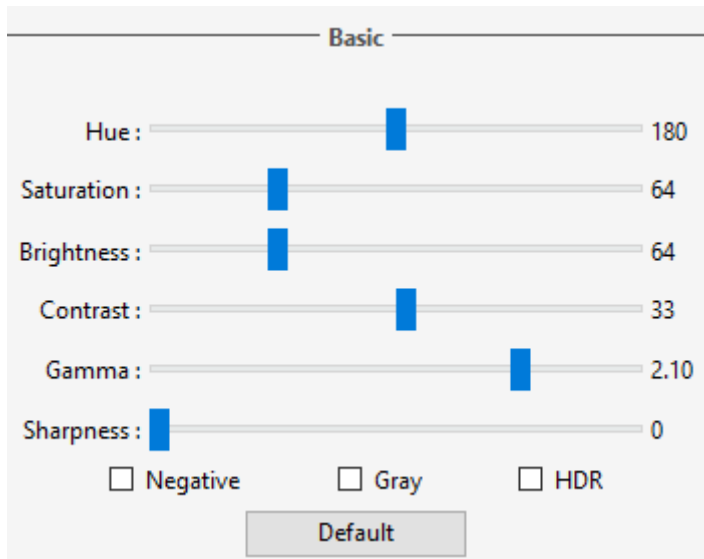 Basic
Hue : 180
Saturation : 64
Brightness : 64
Contrast : 33
Gamma : 2.10
Sharpness : 0
Negative Gray HDR
Default